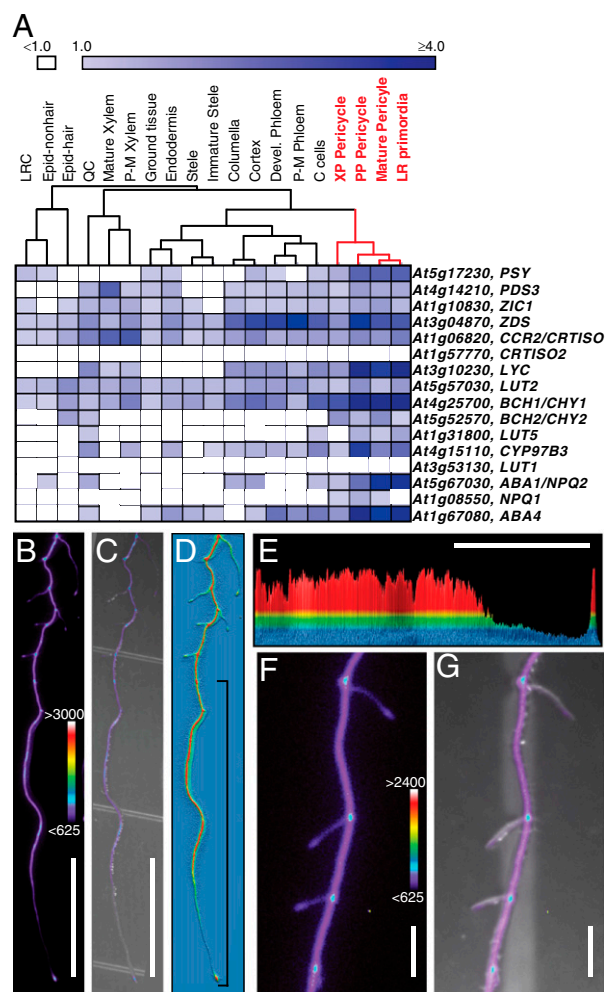 A
<1.0
1.0
≥4.0
LRC
Epid-nonhair
Epid-hair
QC
Mature Xylem
P-M Xylem
Ground tissue
Endodermis
Stele
Immature Stele
Columella
Cortex
Devel. Phloem
P-M Phloem
C cells
XP Pericycle
PP Pericycle
Mature Pericyle
LR primordia
At5g17230, PSY
At4g14210, PDS3
At1g10830, ZIC1
At3g04870, ZDS
At1g06820, CCR2/CRTISO
At1g57770, CRTISO2
At3g10230, LYC
At5g57030, LUT2
At4g25700, BCH1/CHY1
At5g52570, BCH2/CHY2
At1g31800, LUT5
At4g15110, CYP97B3
At3g53130, LUT1
At5g67030, ABA1/NPQ2
At1g08550, NPQ1
At1g67080, ABA4
B
>3000
<625
C
D
E
F
>2400
<625
G